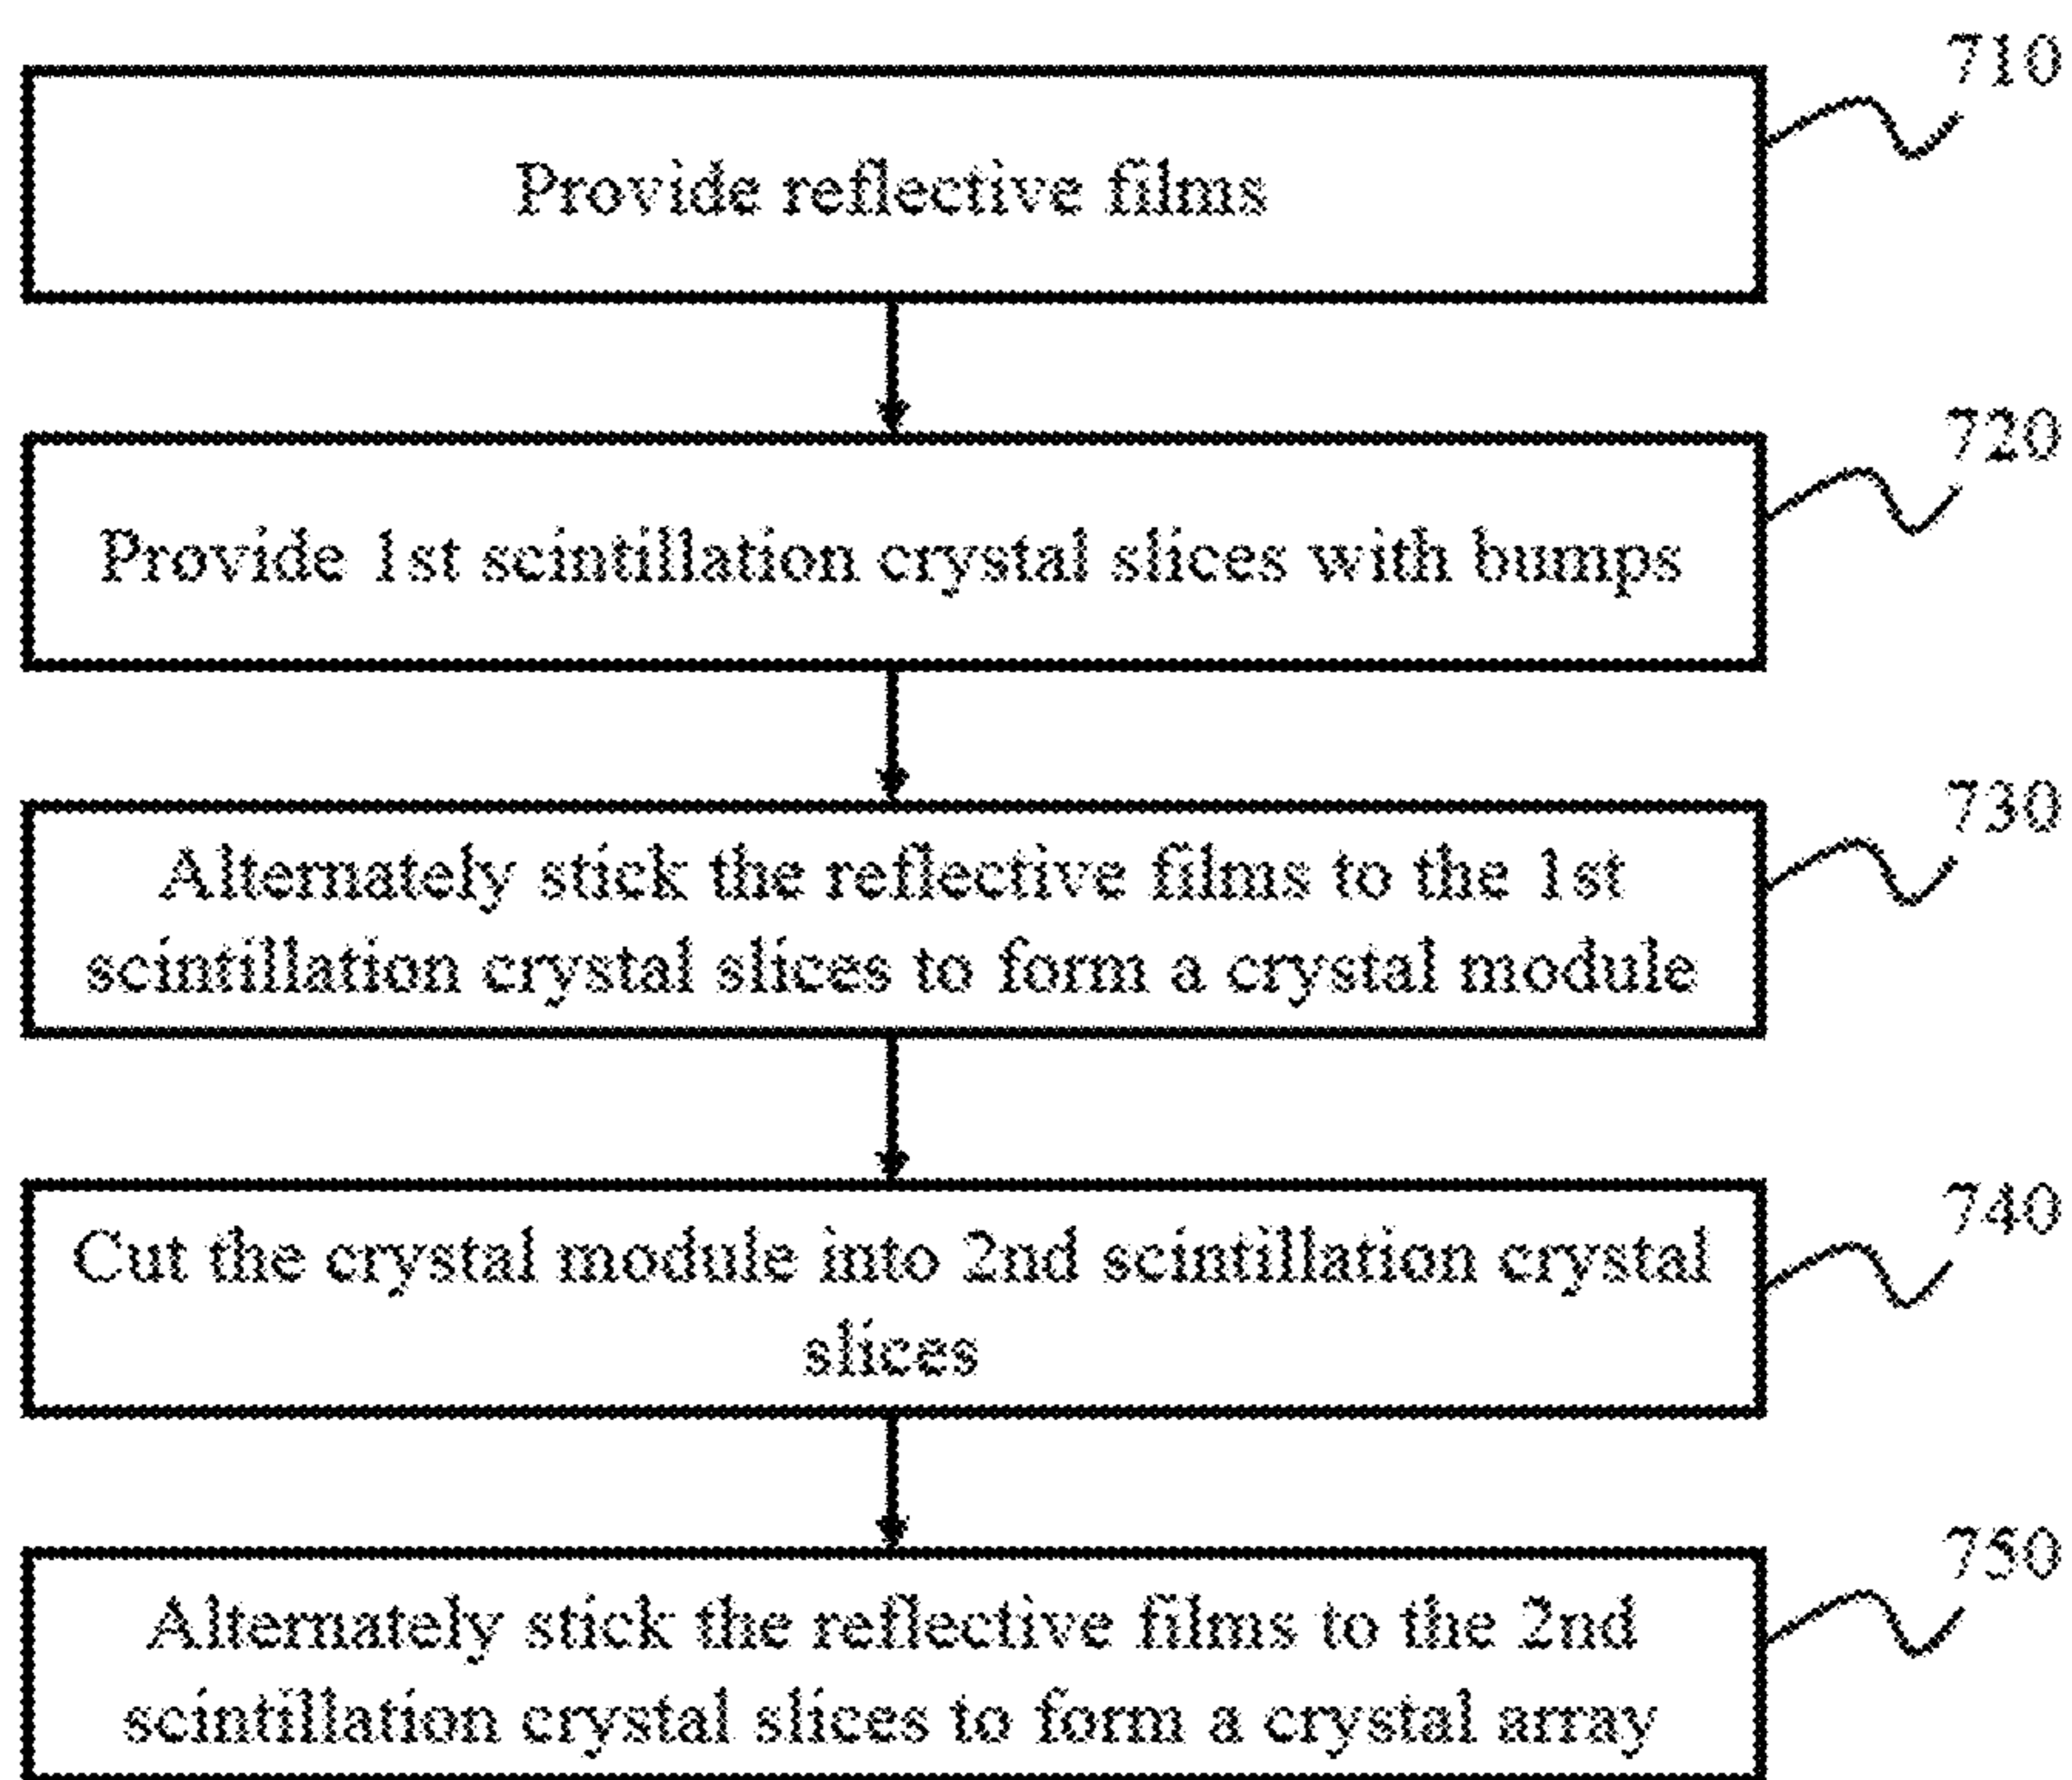 710
Provide reflective films
720
Provide 1st scintillation crystal slices with bumps
730
Alternately stick the reflective films to the 1st
scintillation crystal slices to form a crystal module
740
Cut the crystal module into 2nd scintillation crystal
slices
750
Alternately stick the reflective films to the 2nd
scintillation crystal slices to form a crystal array